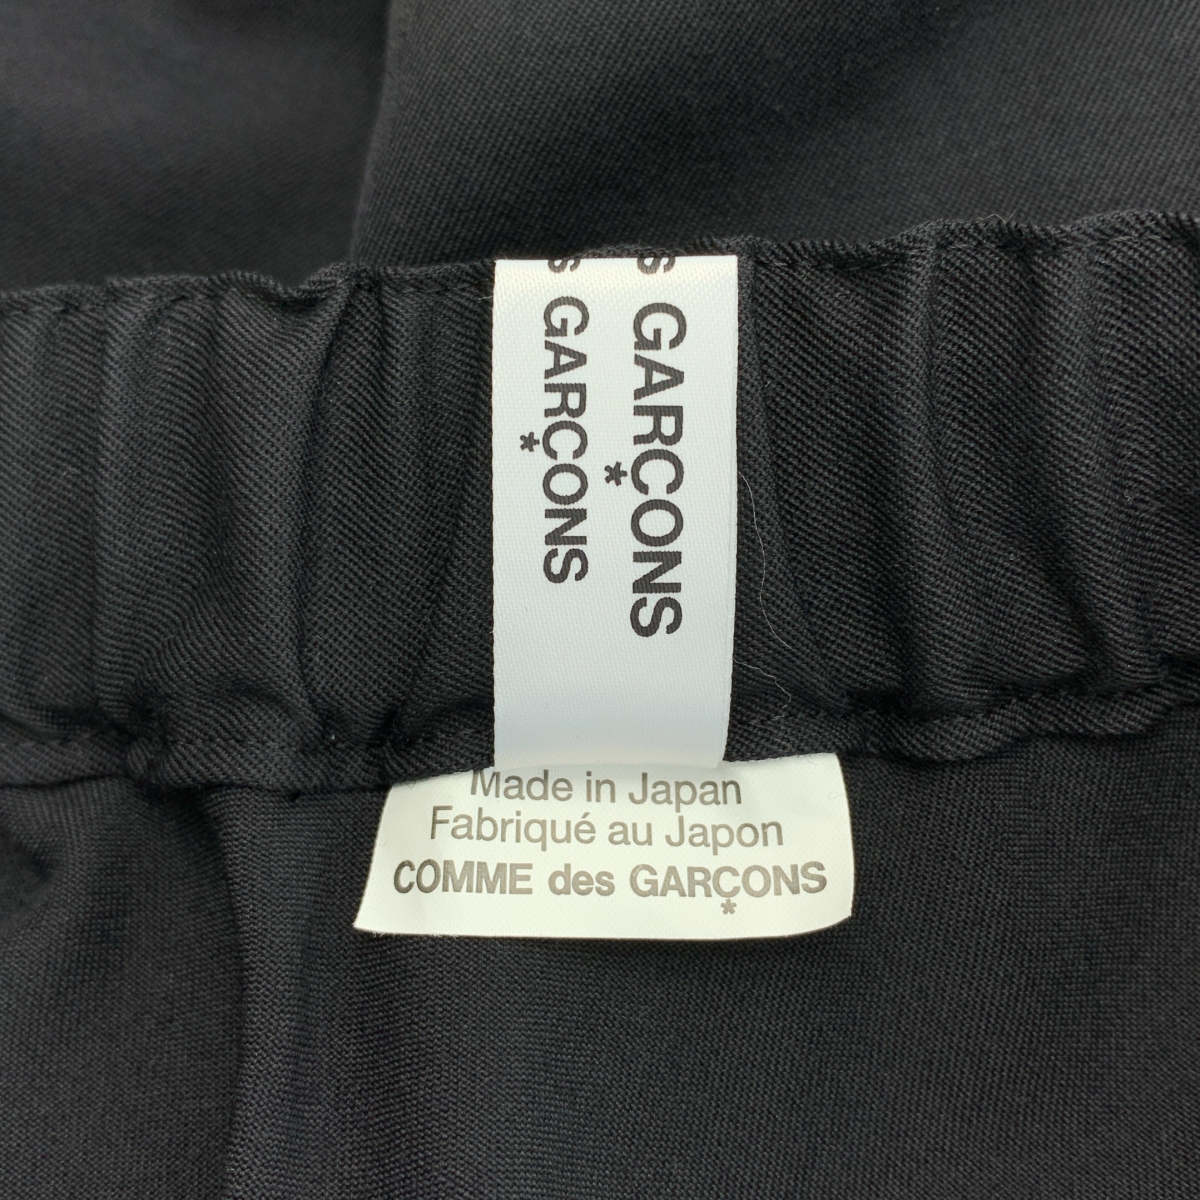 S GARÇONS
S GARÇONS
Made in Japan
Fabriqué au Japon
COMME des GARÇONS
*